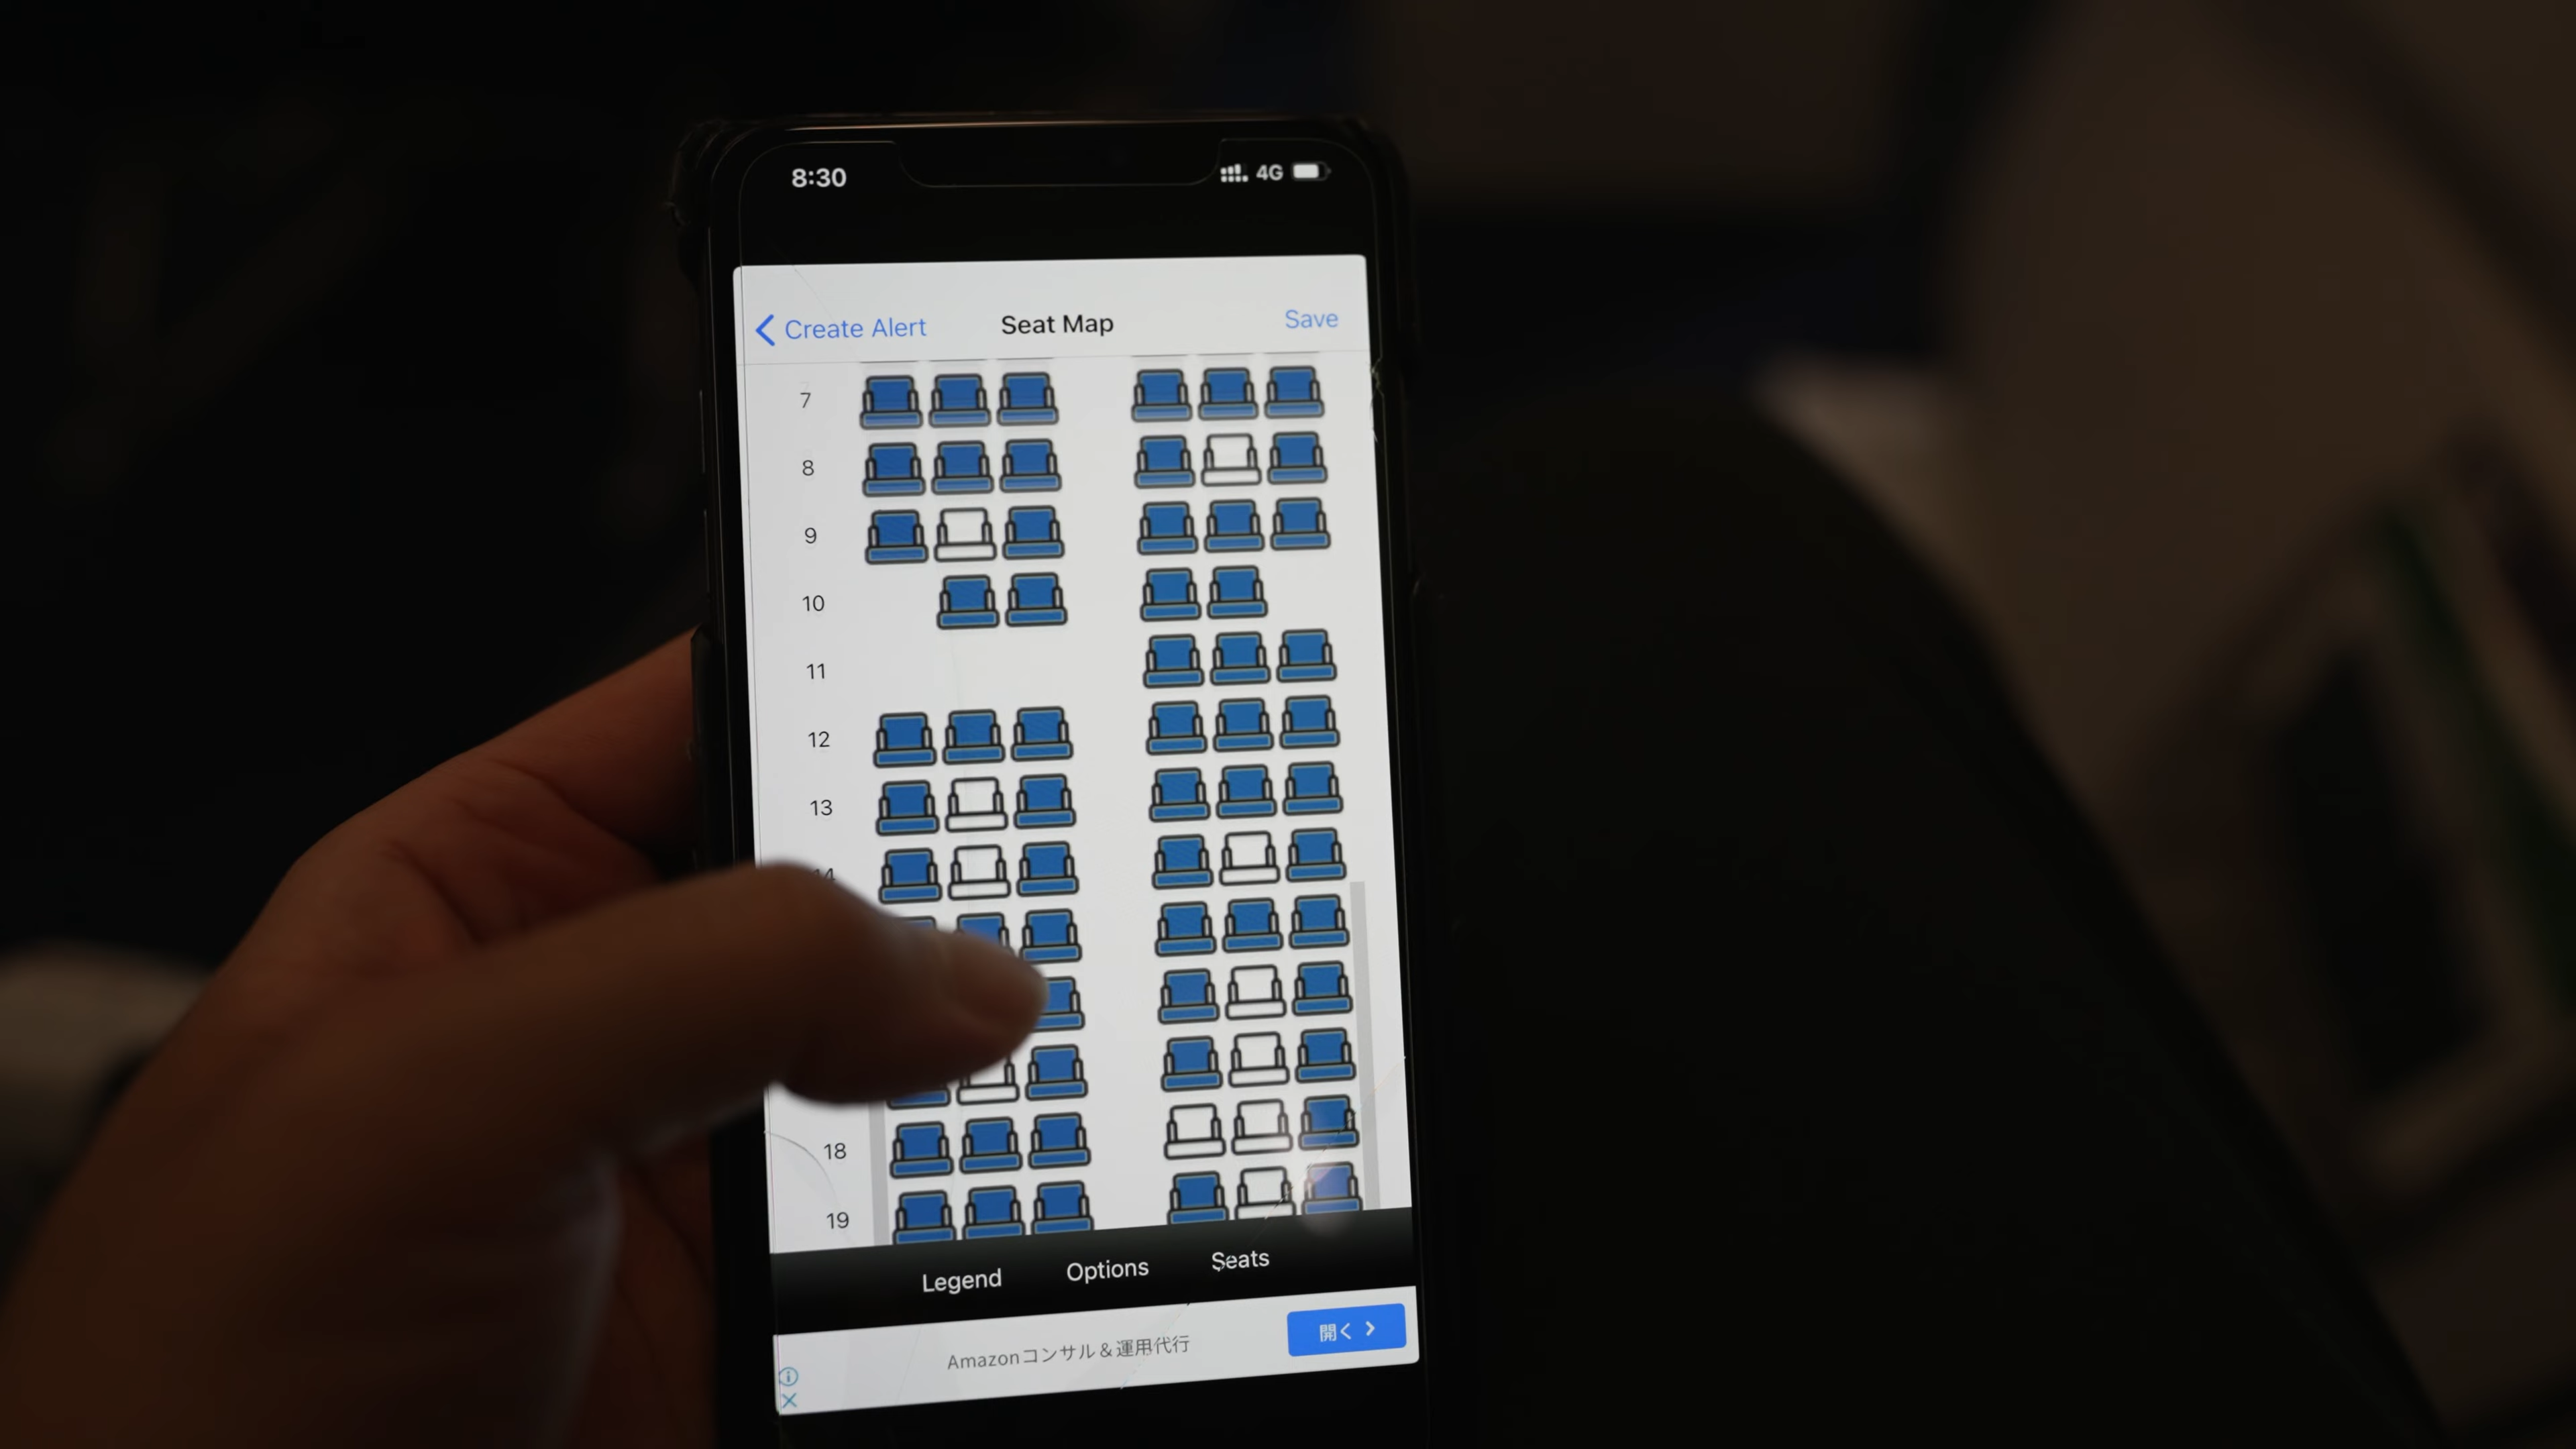 8:30 4G
Create Alert Seat Map Save
7
8
9
10
11
12
13
14
18
19
Legend Options Seats
Amazonコンサル＆運用代行 開く